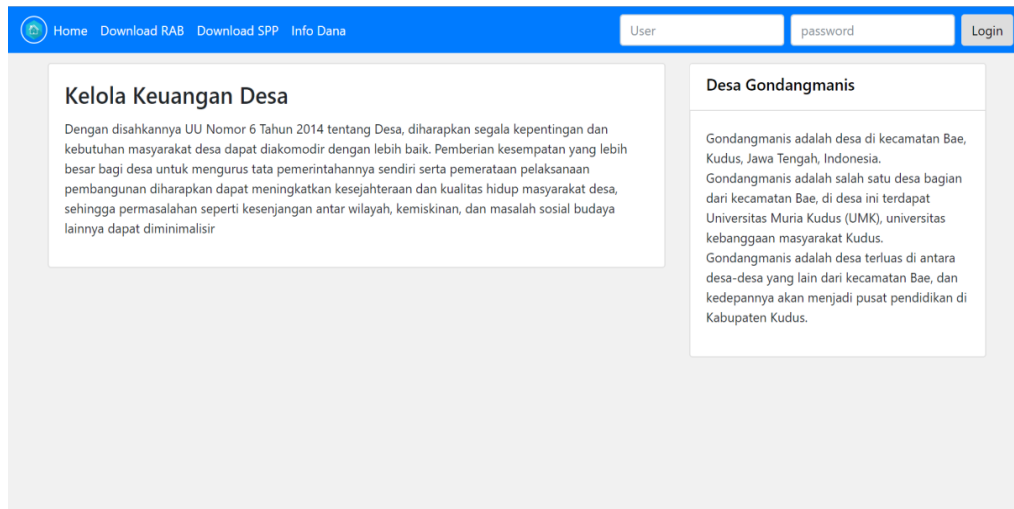 Home Download RAB Download SPP Info Dana User password Login
Kelola Keuangan Desa
Dengan disahkannya UU Nomor 6 Tahun 2014 tentang Desa, diharapkan segala kepentingan dan
kebutuhan masyarakat desa dapat diakomodir dengan lebih baik. Pemberian kesempatan yang lebih
besar bagi desa untuk mengurus tata pemerintahannya sendiri serta pemerataan pelaksanaan
pembangunan diharapkan dapat meningkatkan kesejahteraan dan kualitas hidup masyarakat desa,
sehingga permasalahan seperti kesenjangan antar wilayah, kemiskinan, dan masalah sosial budaya
lainnya dapat diminimalisir
Desa Gondangmanis
Gondangmanis adalah desa di kecamatan Bae,
Kudus, Jawa Tengah, Indonesia.
Gondangmanis adalah salah satu desa bagian
dari kecamatan Bae, di desa ini terdapat
Universitas Muria Kudus (UMK), universitas
kebanggaan masyarakat Kudus.
Gondangmanis adalah desa terluas di antara
desa-desa yang lain dari kecamatan Bae, dan
kedepannya akan menjadi pusat pendidikan di
Kabupaten Kudus.